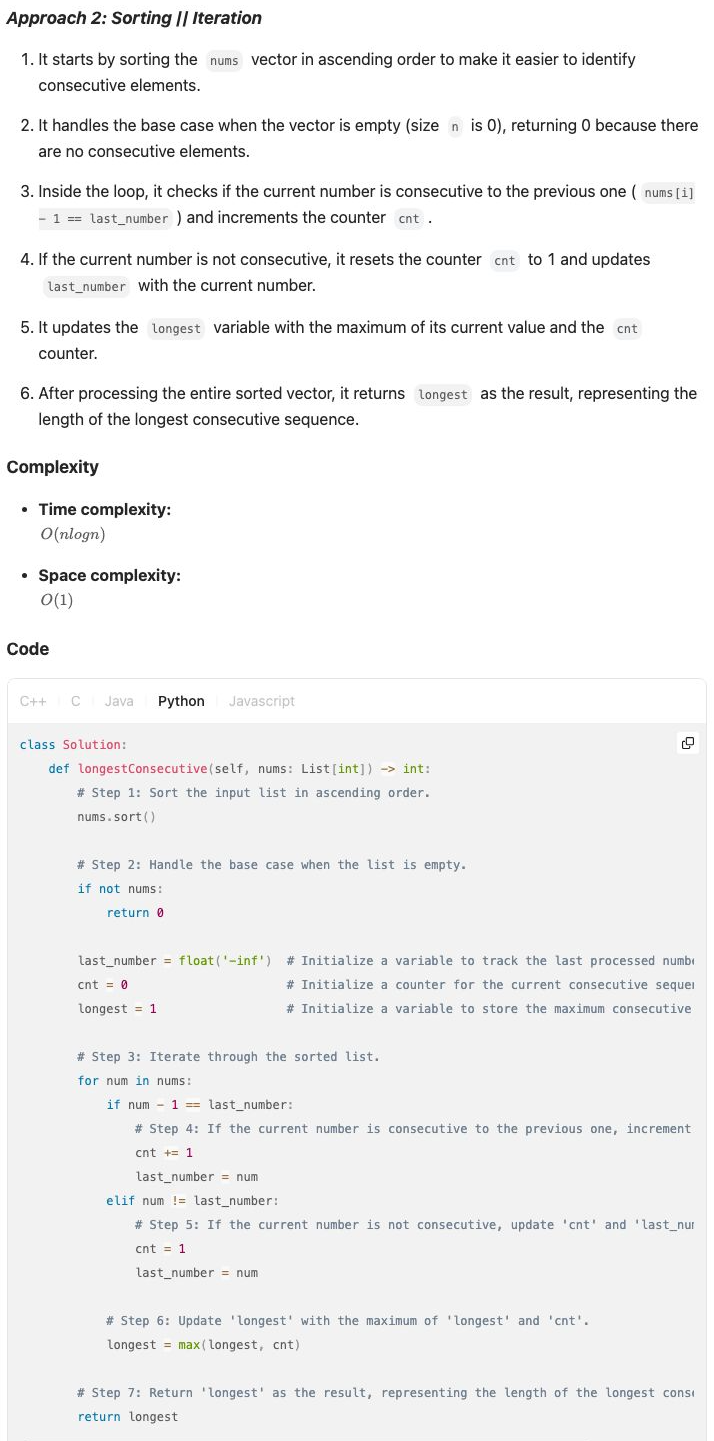 Approach 2: Sorting || Iteration
1. It starts by sorting the nums vector in ascending order to make it easier to identify
consecutive elements.
2. It handles the base case when the vector is empty (size n is 0), returning 0 because there
are no consecutive elements.
3. Inside the loop, it checks if the current number is consecutive to the previous one ( nums[i]
- 1 == last_number ) and increments the counter cnt .
4. If the current number is not consecutive, it resets the counter cnt to 1 and updates
last_number with the current number.
5. It updates the longest variable with the maximum of its current value and the cnt
counter.
6. After processing the entire sorted vector, it returns longest as the result, representing the
length of the longest consecutive sequence.
Complexity
• Time complexity:
O(nlogn)
• Space complexity:
O(1)
Code
C++ C Java Python Javascript
class Solution:
    def longestConsecutive(self, nums: List[int]) -> int:
        # Step 1: Sort the input list in ascending order.
        nums.sort()
        # Step 2: Handle the base case when the list is empty.
        if not nums:
            return 0
        last_number = float('-inf')  # Initialize a variable to track the last processed
        cnt = 0                      # Initialize a counter for the current consecutive
        longest = 1                  # Initialize a variable to store the maximum consecutive
        # Step 3: Iterate through the sorted list.
        for num in nums:
            if num - 1 == last_number:
                # Step 4: If the current number is consecutive to the previous one, increment
                cnt += 1
                last_number = num
            elif num != last_number:
                # Step 5: If the current number is not consecutive, update 'cnt' and
                cnt = 1
                last_number = num
            # Step 6: Update 'longest' with the maximum of 'longest' and 'cnt'.
            longest = max(longest, cnt)
        # Step 7: Return 'longest' as the result, representing the length of the longest
        return longest